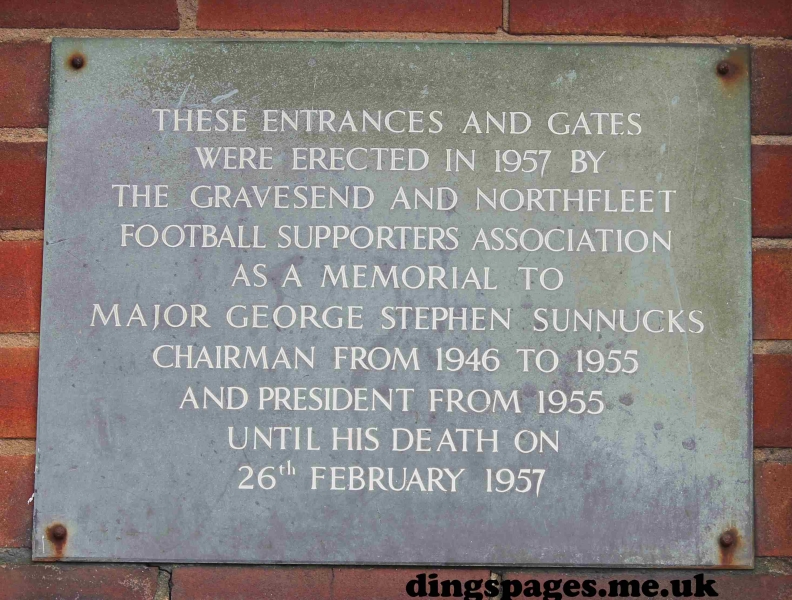 THESE ENTRANCES AND GATES
WERE ERECTED IN 1957 BY
THE GRAVESEND AND NORTHFLEET
FOOTBALL SUPPORTERS ASSOCIATION
AS A MEMORIAL TO
MAJOR GEORGE STEPHEN SUNNUCKS
CHAIRMAN FROM 1946 TO 1955
AND PRESIDENT FROM 1955
UNTIL HIS DEATH ON
26th FEBRUARY 1957
dingspages.me.uk